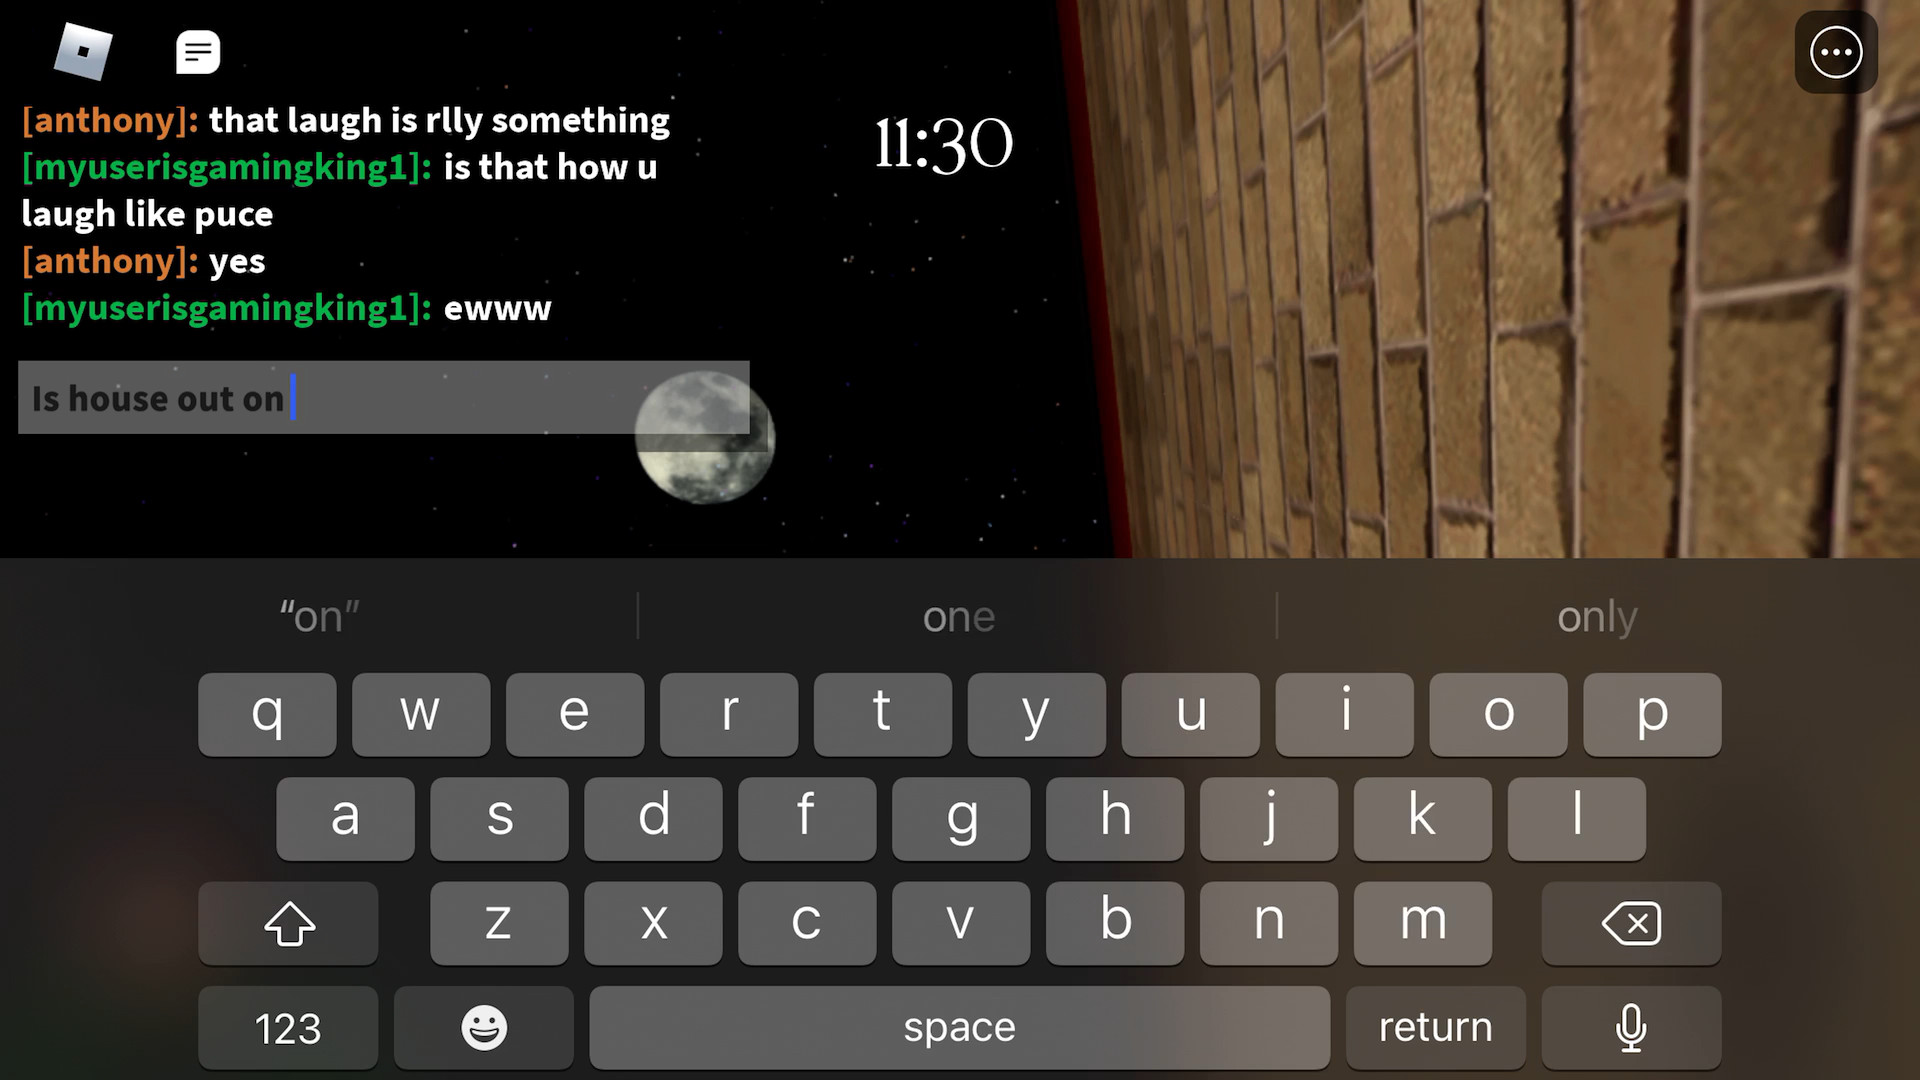 [anthony]: that laugh is rlly something
[myuserisgamingking1]: is that how u
laugh like puce
[anthony]: yes
[myuserisgamingking1]: ewww
11:30
Is house out on
“on” one only
q w e r t y u i o p
a s d f g h j k l
z x c v b n m
123 space return